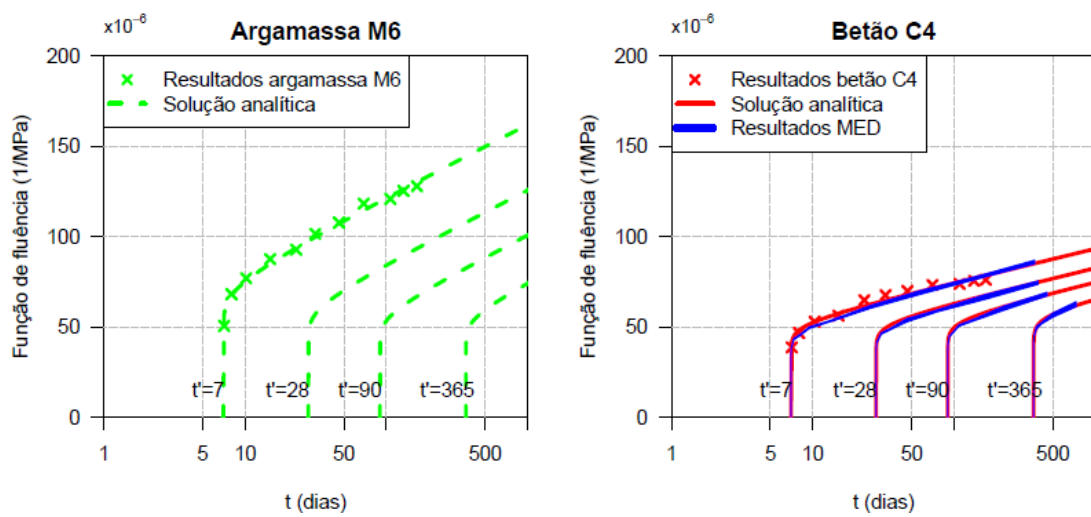 x10⁻⁶
Argamassa M6
Função de fluência (1/MPa)
200
150
100
50
0
Resultados argamassa M6
Solução analítica
t'=7
t'=28
t'=90
t'=365
1
5
10
50
500
t (dias)
x10⁻⁶
Betão C4
Função de fluência (1/MPa)
200
150
100
50
0
Resultados betão C4
Solução analítica
Resultados MED
t'=7
t'=28
t'=90
t'=365
1
5
10
50
500
t (dias)